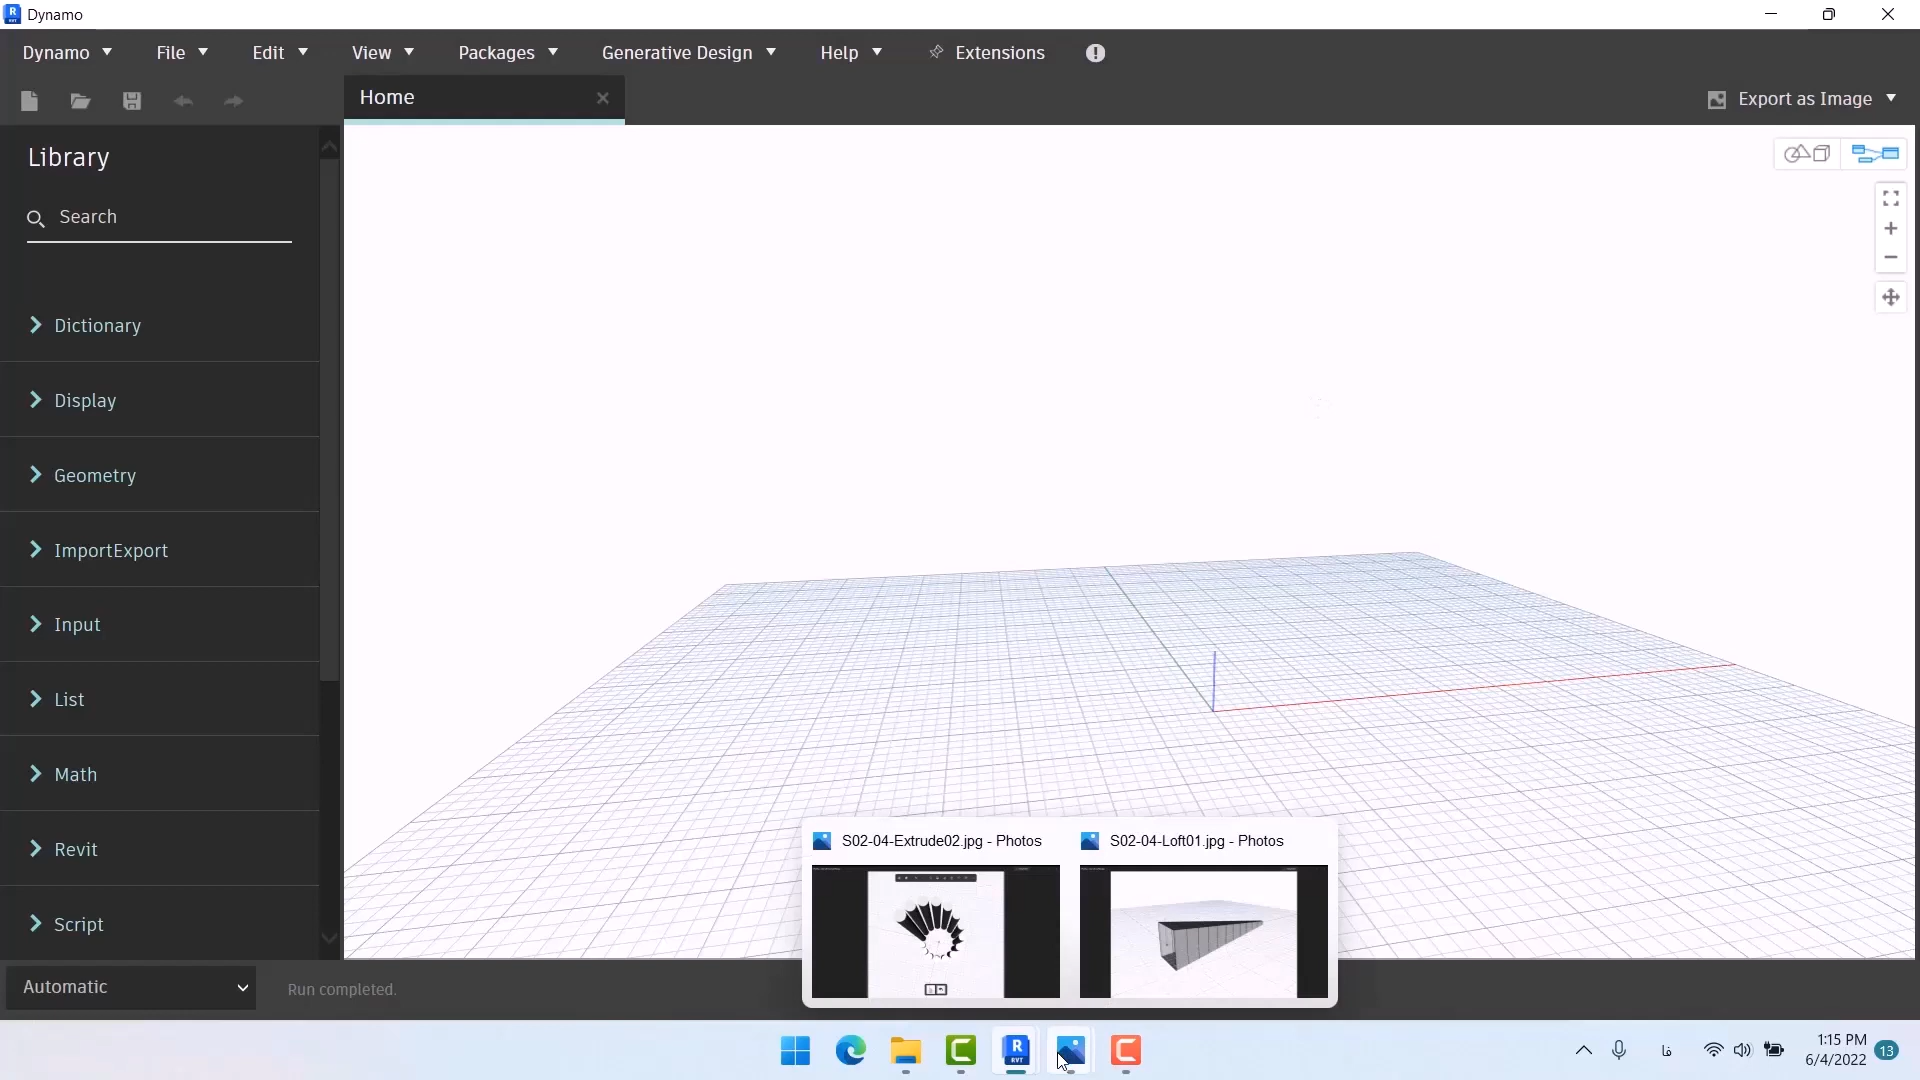 Dynamo
Dynamo File Edit View Packages Generative Design Help Extensions
Home
Export as Image
Library
Search
Dictionary
Display
Geometry
ImportExport
Input
List
Math
Revit
Script
Automatic
Run completed.
S02-04-Extrude02.jpg - Photos
S02-04-Loft01.jpg - Photos
R
RVT
فا
1:15 PM
6/4/2022
13